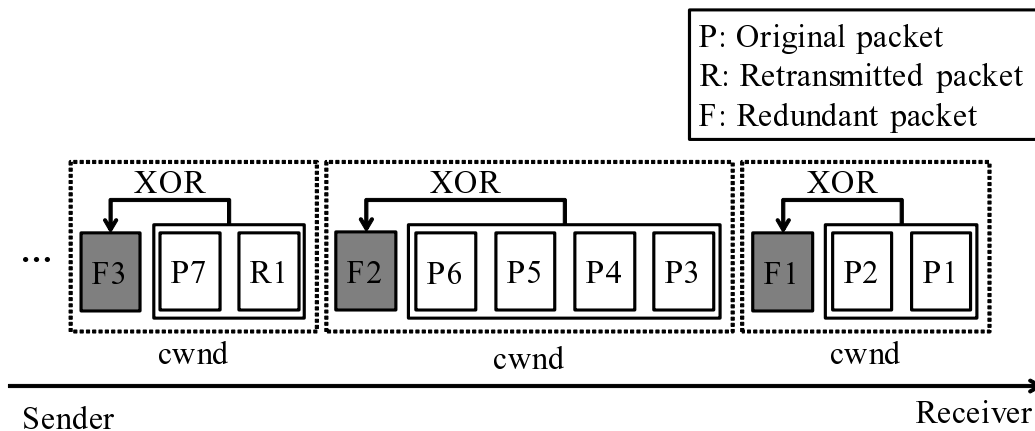 P: Original packet
R: Retransmitted packet
F: Redundant packet
XOR XOR XOR
... F3 P7 R1 F2 P6 P5 P4 P3 F1 P2 P1
cwnd cwnd cwnd
Sender Receiver